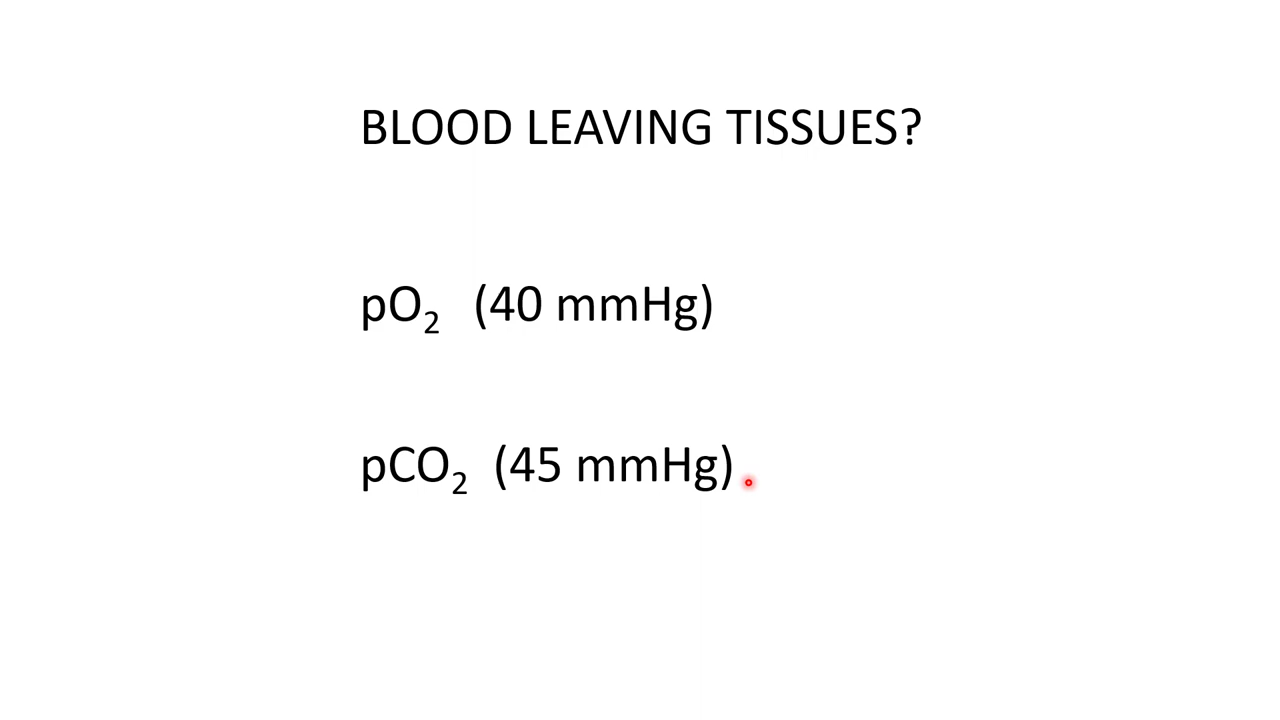 BLOOD LEAVING TISSUES?
pO₂ (40 mmHg)
pCO₂ (45 mmHg)